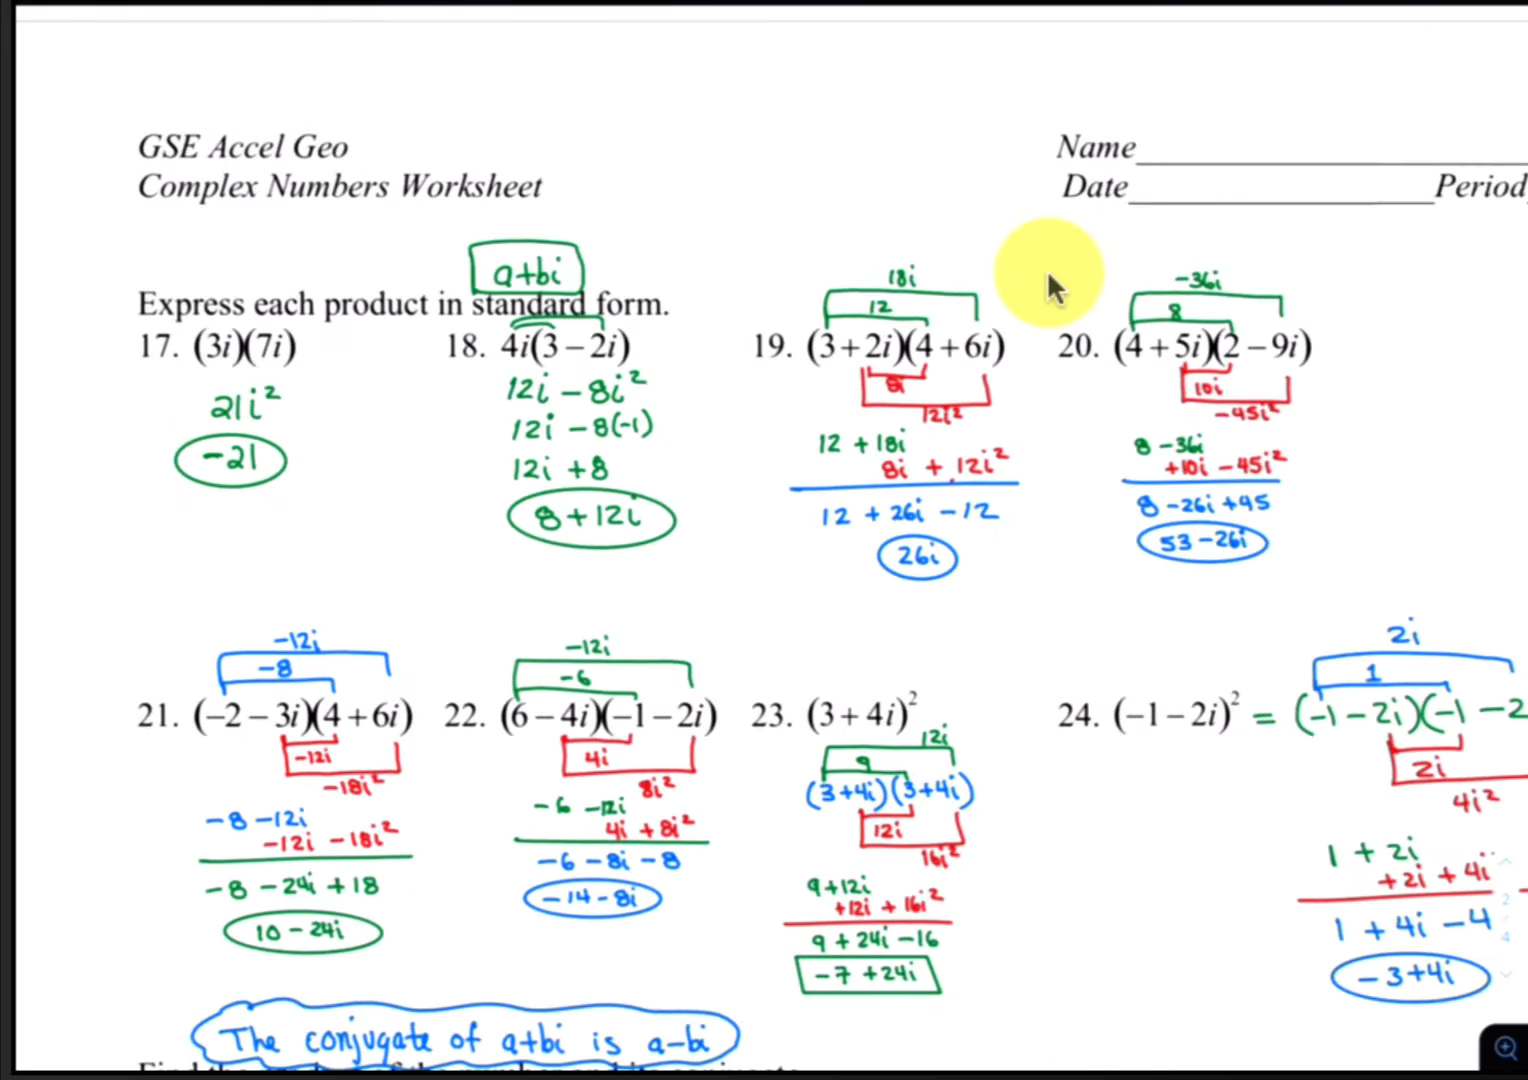 GSE Accel Geo
Name
Complex Numbers Worksheet
Date Period
a+bi
Express each product in standard form.
17. (3i)(7i)
21i²
-21
18. 4i(3 – 2i)
12i - 8i²
12i - 8(-1)
12i + 8
8 + 12i
18i
12
19. (3 + 2i)(4 + 6i)
8i
12i²
12 + 18i
8i + 12i²
12 + 26i - 12
26i
-36i
8
20. (4 + 5i)(2 – 9i)
10i
-45i²
8 - 36i
+10i - 45i²
8 - 26i + 45
53 - 26i
-12i
-8
21. (–2 – 3i)(4 + 6i)
-12i
-18i²
-8 - 12i
-12i - 18i²
-8 - 24i + 18
10 - 24i
-12i
-6
22. (6 – 4i)(–1 – 2i)
4i
8i²
-6 - 12i
4i + 8i²
-6 - 8i - 8
-14 - 8i
23. (3 + 4i)²
12i
9
(3+4i)(3+4i)
12i
16i²
9 + 12i
+12i + 16i²
9 + 24i - 16
-7 + 24i
2i
1
24. (–1 – 2i)² = (-1 - 2i)(-1 - 2
2i
4i²
1 + 2i
+2i + 4i
1 + 4i - 4
-3 + 4i
The conjugate of a+bi is a-bi